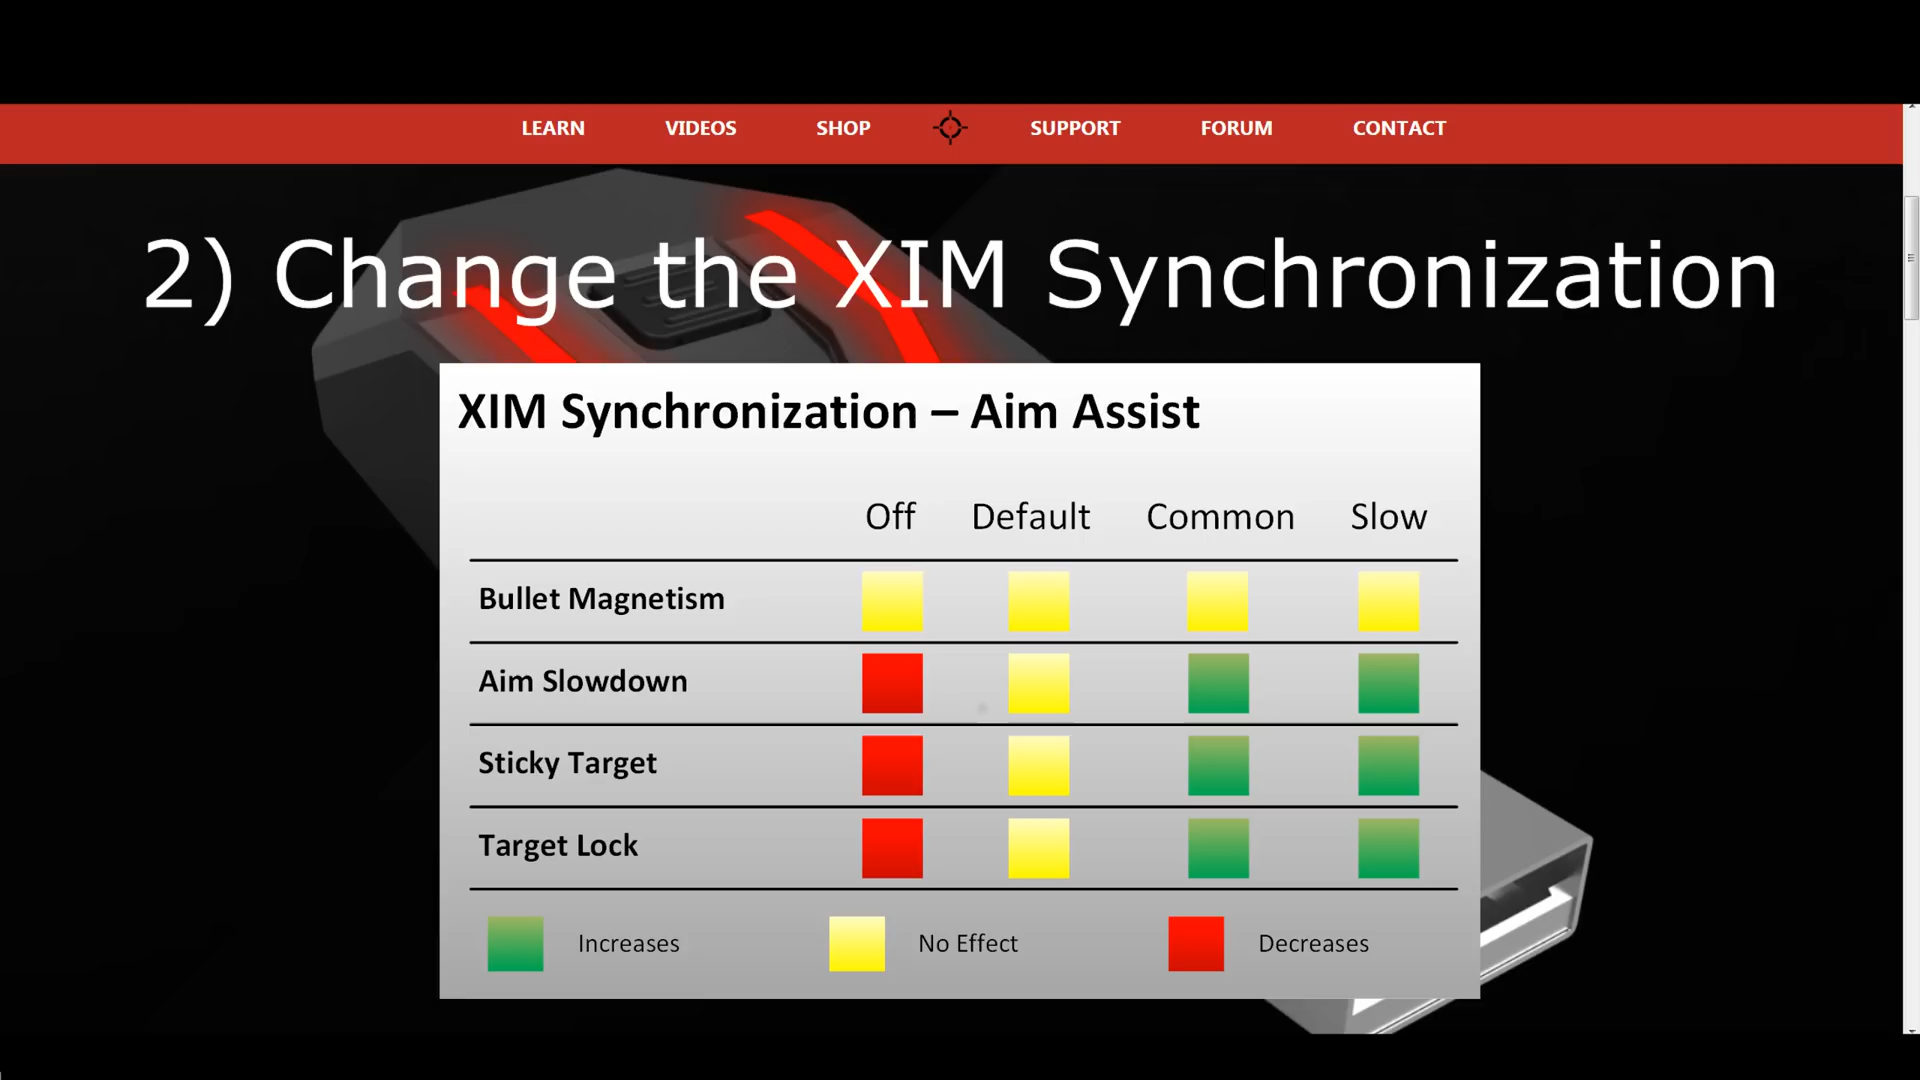 LEARN VIDEOS SHOP SUPPORT FORUM CONTACT
2) Change the XIM Synchronization
XIM Synchronization – Aim Assist
Off Default Common Slow
Bullet Magnetism
Aim Slowdown
Sticky Target
Target Lock
Increases No Effect Decreases